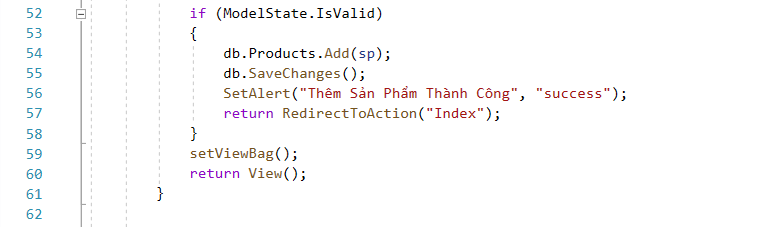 52 if (ModelState.IsValid)
53 {
54 db.Products.Add(sp);
55 db.SaveChanges();
56 SetAlert("Thêm Sản Phẩm Thành Công", "success");
57 return RedirectToAction("Index");
58 }
59 setViewBag();
60 return View();
61 }
62